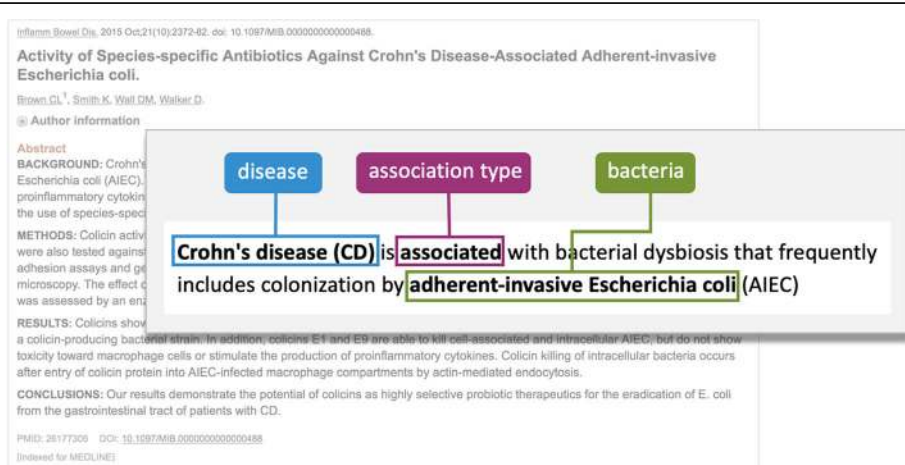 Inflamm Bowel Dis. 2015 Oct;21(10):2372-82. doi: 10.1097/MIB.0000000000000488.
Activity of Species-specific Antibiotics Against Crohn's Disease-Associated Adherent-invasive
Escherichia coli.
Brown CL1, Smith K, Wall DM, Walker D.
Author information
Abstract
BACKGROUND: Crohn's
Escherichia coli (AIEC).
proinflammatory cytokin
the use of species-speci
METHODS: Colicin activ
were also tested against
adhesion assays and ge
microscopy. The effect
was assessed by an enz
disease
association type
bacteria
Crohn's disease (CD) is associated with bacterial dysbiosis that frequently
includes colonization by adherent-invasive Escherichia coli (AIEC)
RESULTS: Colicins show
a colicin-producing bacterial strain. In addition, colicins E1 and E9 are able to kill cell-associated and intracellular AIEC, but do not show
toxicity toward macrophage cells or stimulate the production of proinflammatory cytokines. Colicin killing of intracellular bacteria occurs
after entry of colicin protein into AIEC-infected macrophage compartments by actin-mediated endocytosis.
CONCLUSIONS: Our results demonstrate the potential of colicins as highly selective probiotic therapeutics for the eradication of E. coli
from the gastrointestinal tract of patients with CD.
PMID: 26177306 DOI: 10.1097/MIB.0000000000000488
[Indexed for MEDLINE]